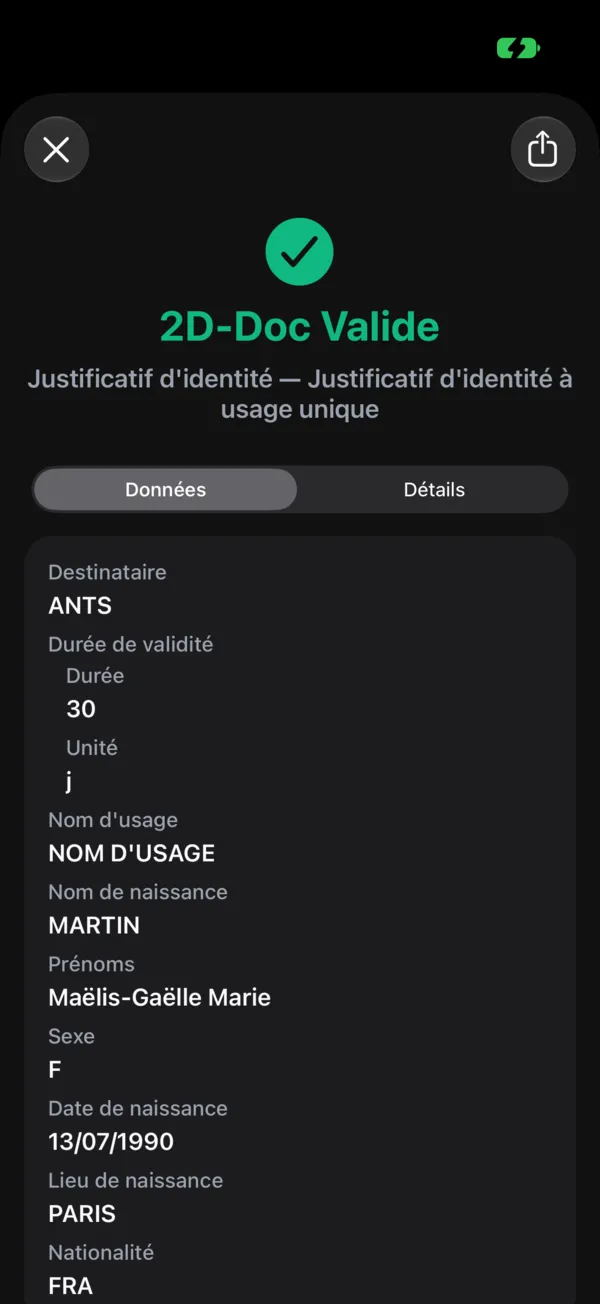 2D-Doc Valide
Justificatif d'identité — Justificatif d'identité à
usage unique
Données
Détails
Destinataire
ANTS
Durée de validité
Durée
30
Unité
j
Nom d'usage
NOM D'USAGE
Nom de naissance
MARTIN
Prénoms
Maëlis-Gaëlle Marie
Sexe
F
Date de naissance
13/07/1990
Lieu de naissance
PARIS
Nationalité
FRA